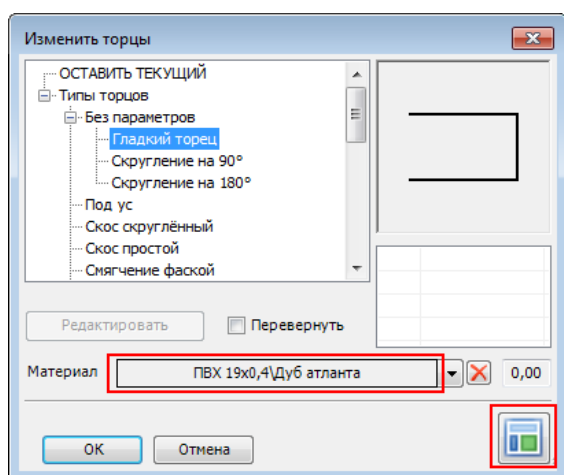 Изменить торцы
ОСТАВИТЬ ТЕКУЩИЙ
Типы торцов
Без параметров
Гладкий торец
Скругление на 90°
Скругление на 180°
Под ус
Скос скруглённый
Скос простой
Смягчение фаской
Редактировать
Перевернуть
Материал
ПВХ 19x0,4\Дуб атланта
0,00
ОК
Отмена